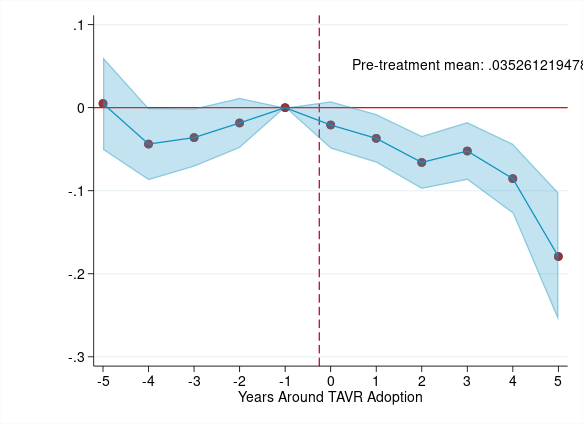 .1
Pre-treatment mean: .035261219478
0
-.1
-.2
-.3
-5 -4 -3 -2 -1 0 1 2 3 4 5
Years Around TAVR Adoption